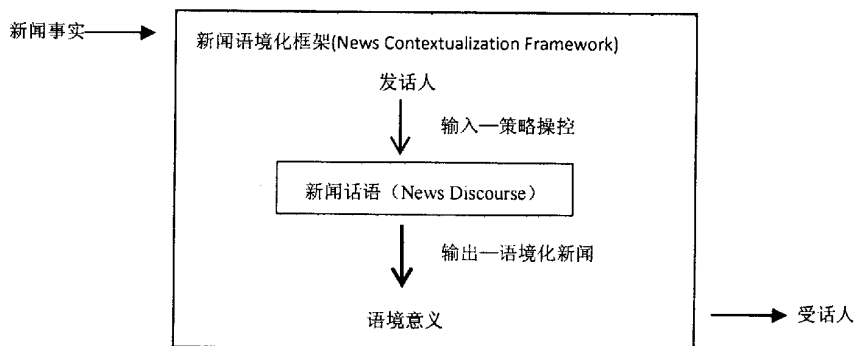 新闻事实
新闻语境化框架(News Contextualization Framework)
发话人
输入—策略操控
新闻话语（News Discourse）
输出—语境化新闻
语境意义
受话人